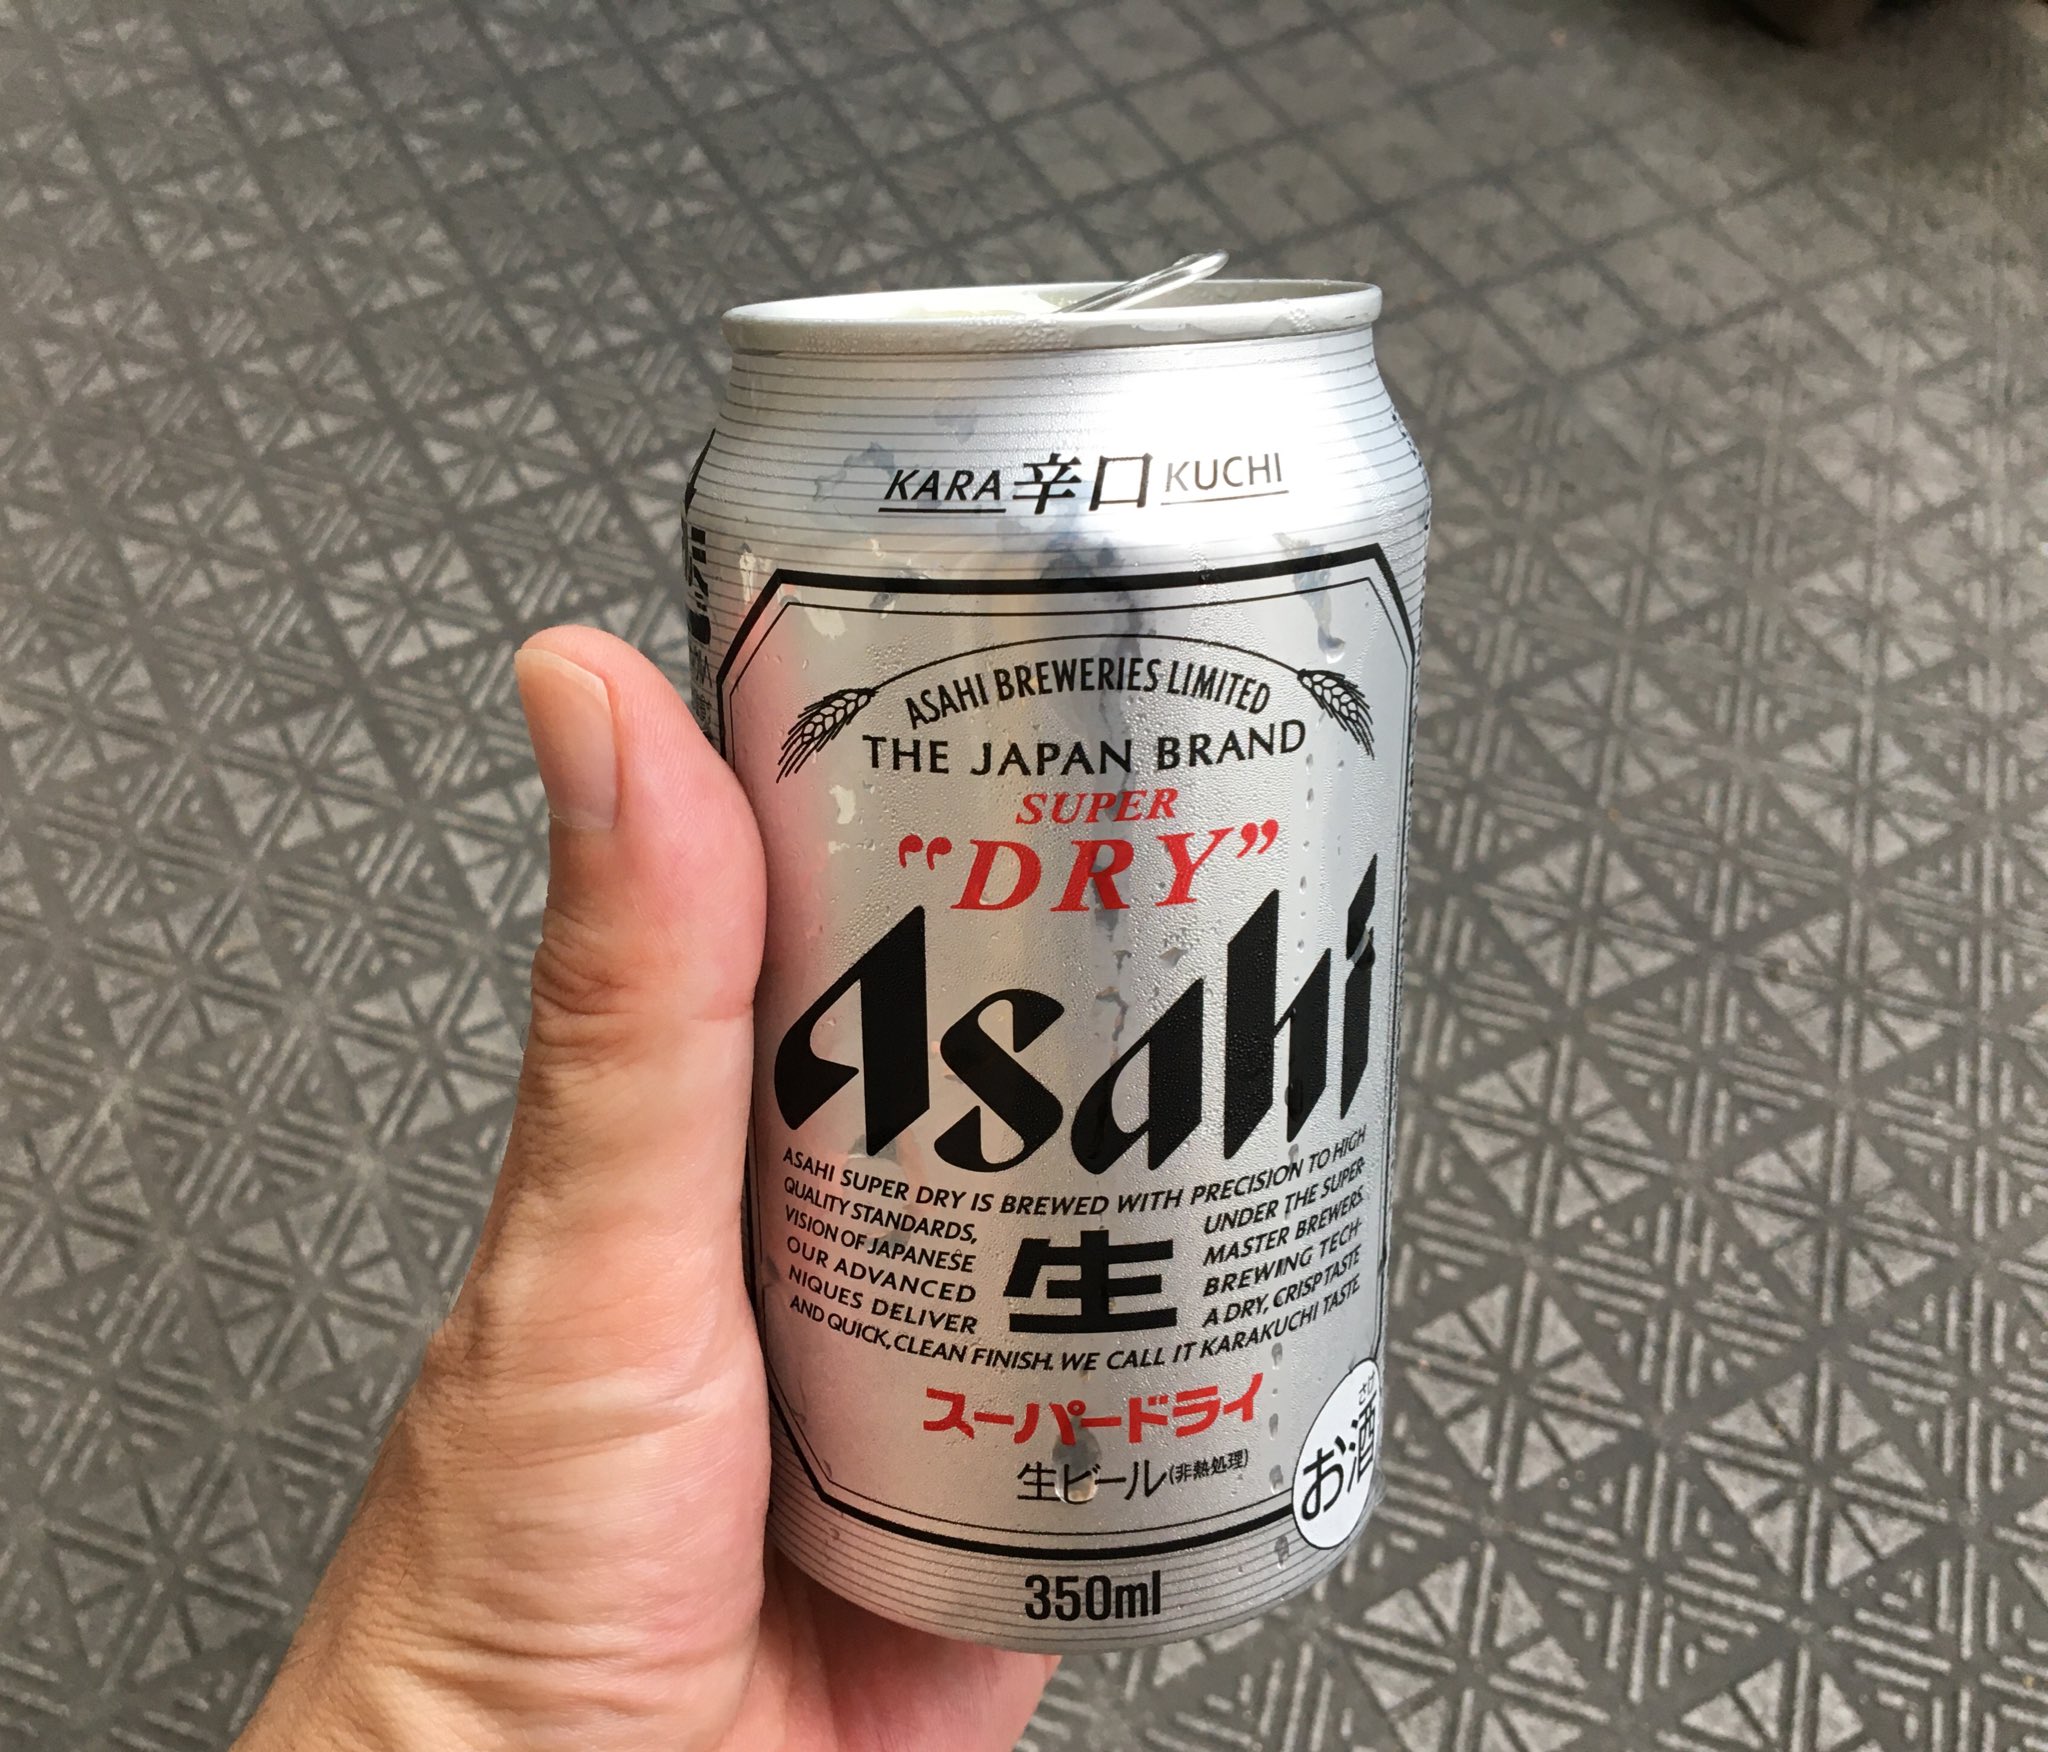 KARA 辛口 KUCHI
ASAHI BREWERIES LIMITED
THE JAPAN BRAND
SUPER
“DRY”
Asahi
ASAHI SUPER DRY IS BREWED WITH PRECISION TO HIGH
QUALITY STANDARDS, UNDER THE SUPER-
VISION OF JAPANESE MASTER BREWERS.
OUR ADVANCED BREWING TECH-
NIQUES DELIVER A DRY, CRISP TASTE
AND QUICK, CLEAN FINISH. WE CALL IT KARAKUCHI TASTE
生
スーパードライ
生ビール(非熱処理)
さけ
お酒
350ml